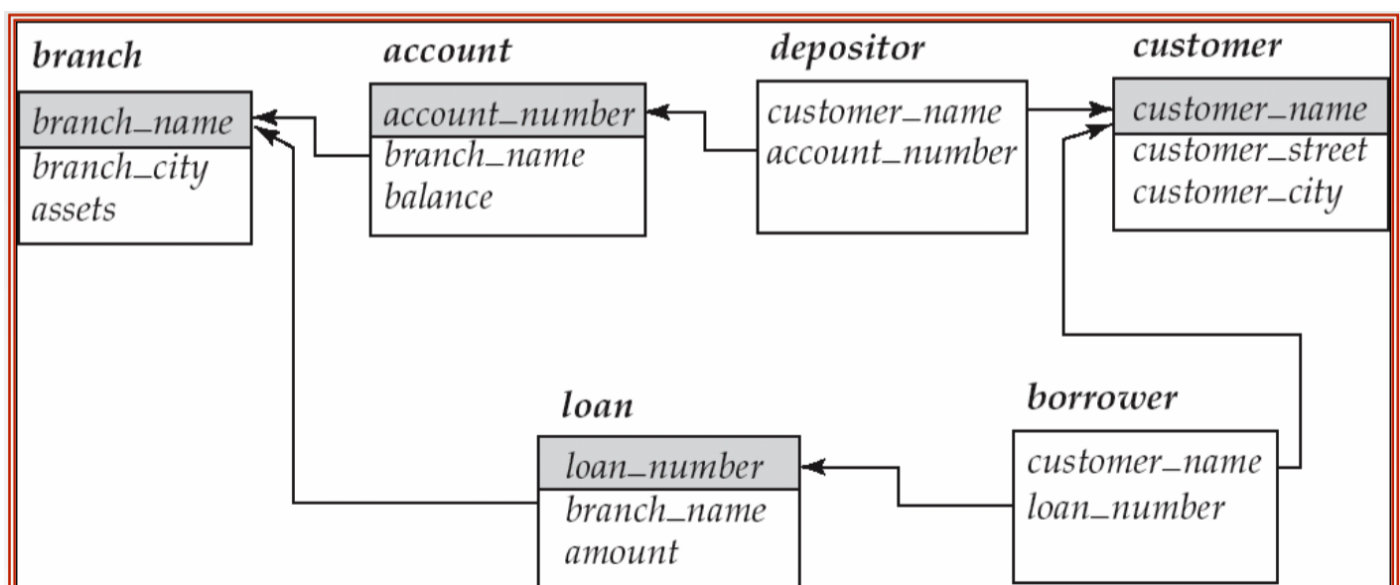 branch
branch_name
branch_city
assets
account
account_number
branch_name
balance
depositor
customer_name
account_number
customer
customer_name
customer_street
customer_city
loan
loan_number
branch_name
amount
borrower
customer_name
loan_number